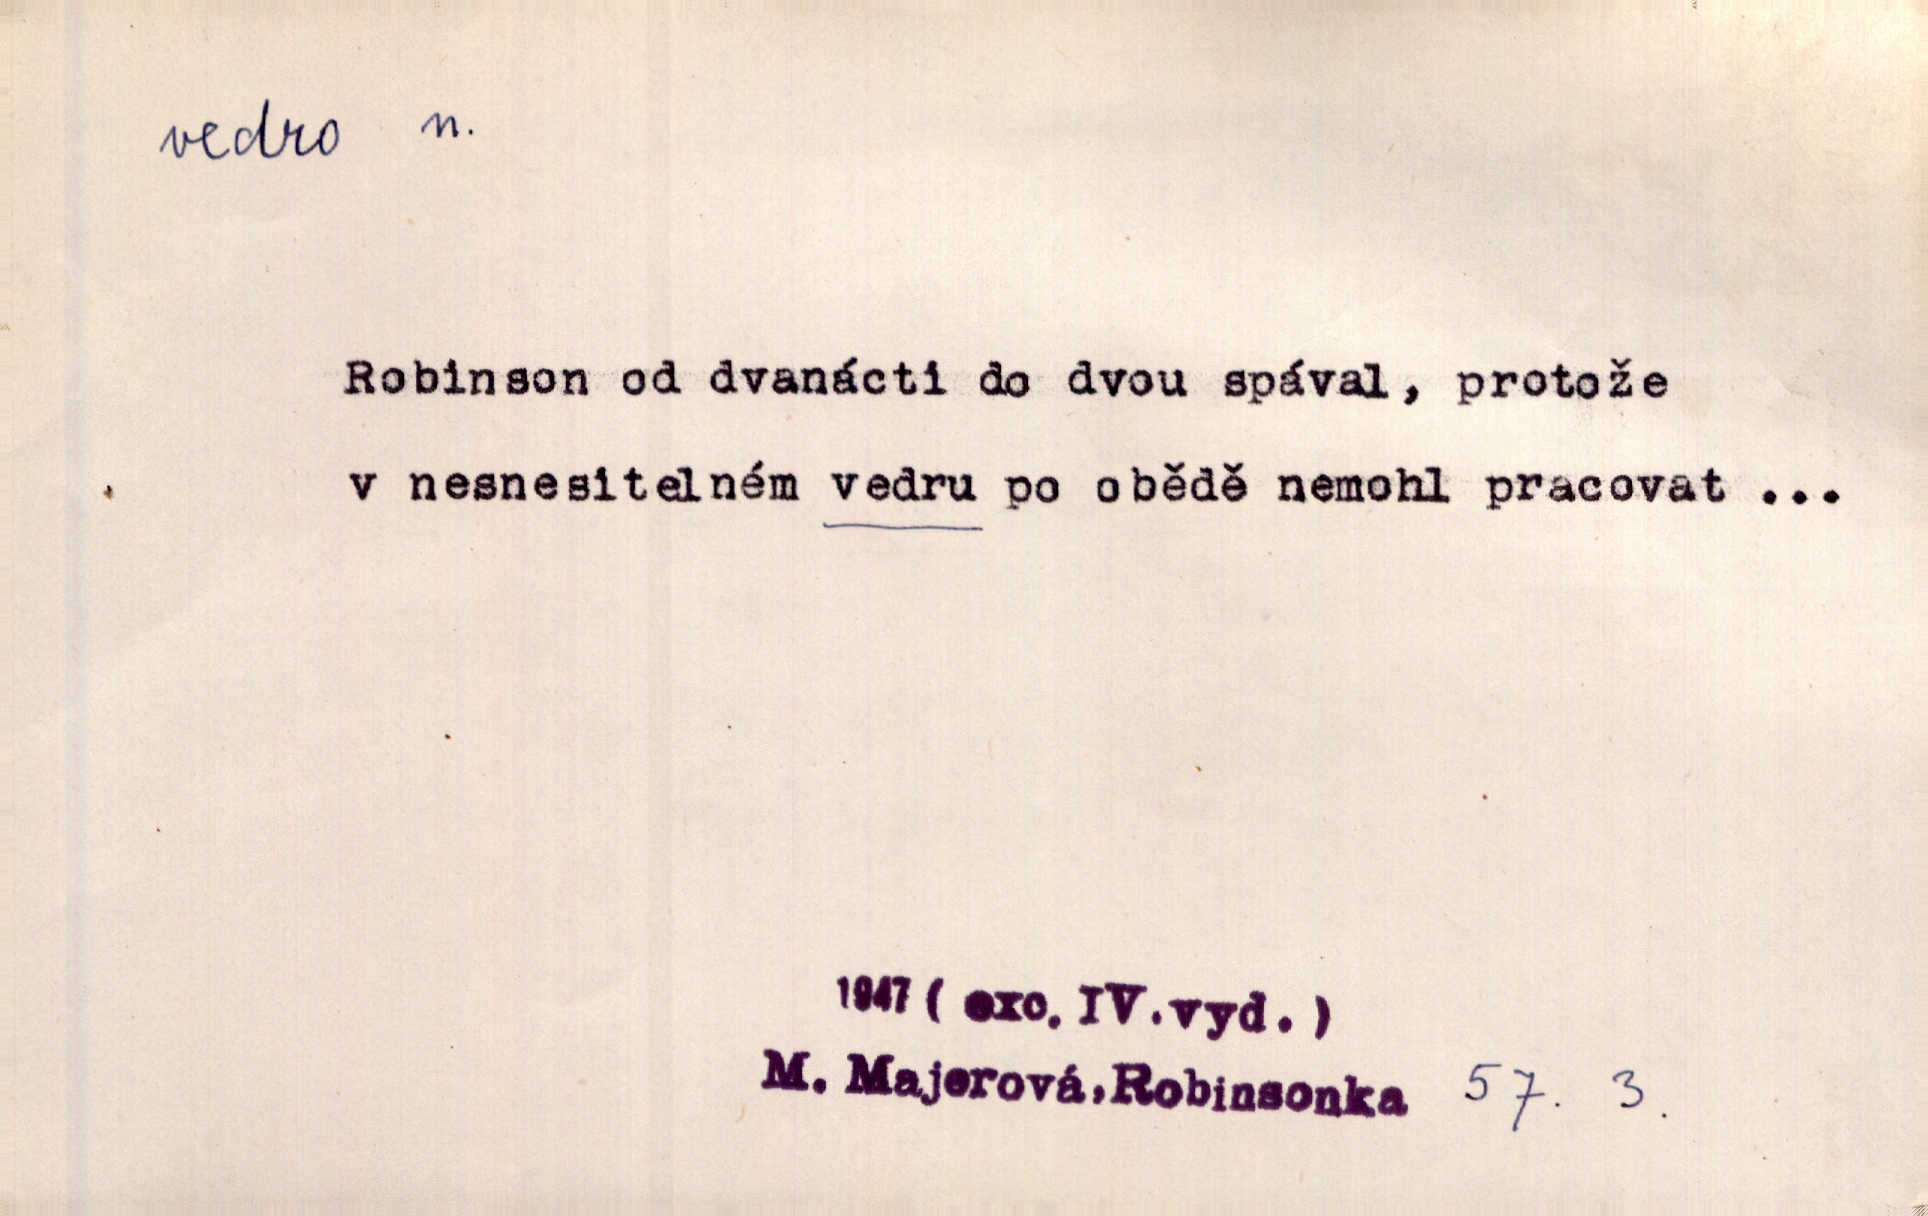 vedro n.
Robinson od dvanácti do dvou spával, protože
v nesnesitelném vedru po obědě nemohl pracovat ...
1947 ( exc. IV. vyd. )
M. Majerová, Robinsonka 57. 3.